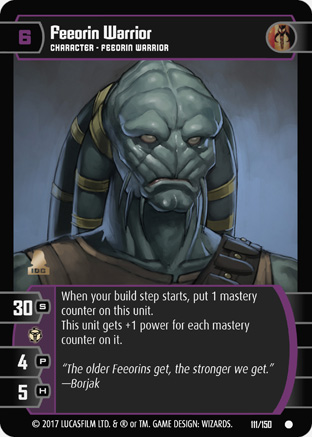 6
Feeorin Warrior
CHARACTER - FEEORIN WARRIOR
IDC
30 S
4 P
5 H
When your build step starts, put 1 mastery
counter on this unit.
This unit gets +1 power for each mastery
counter on it.
“The older Feeorins get, the stronger we get.”
—Borjak
© 2017 LUCASFILM LTD. & ® or TM. GAME DESIGN: WIZARDS.
111/150